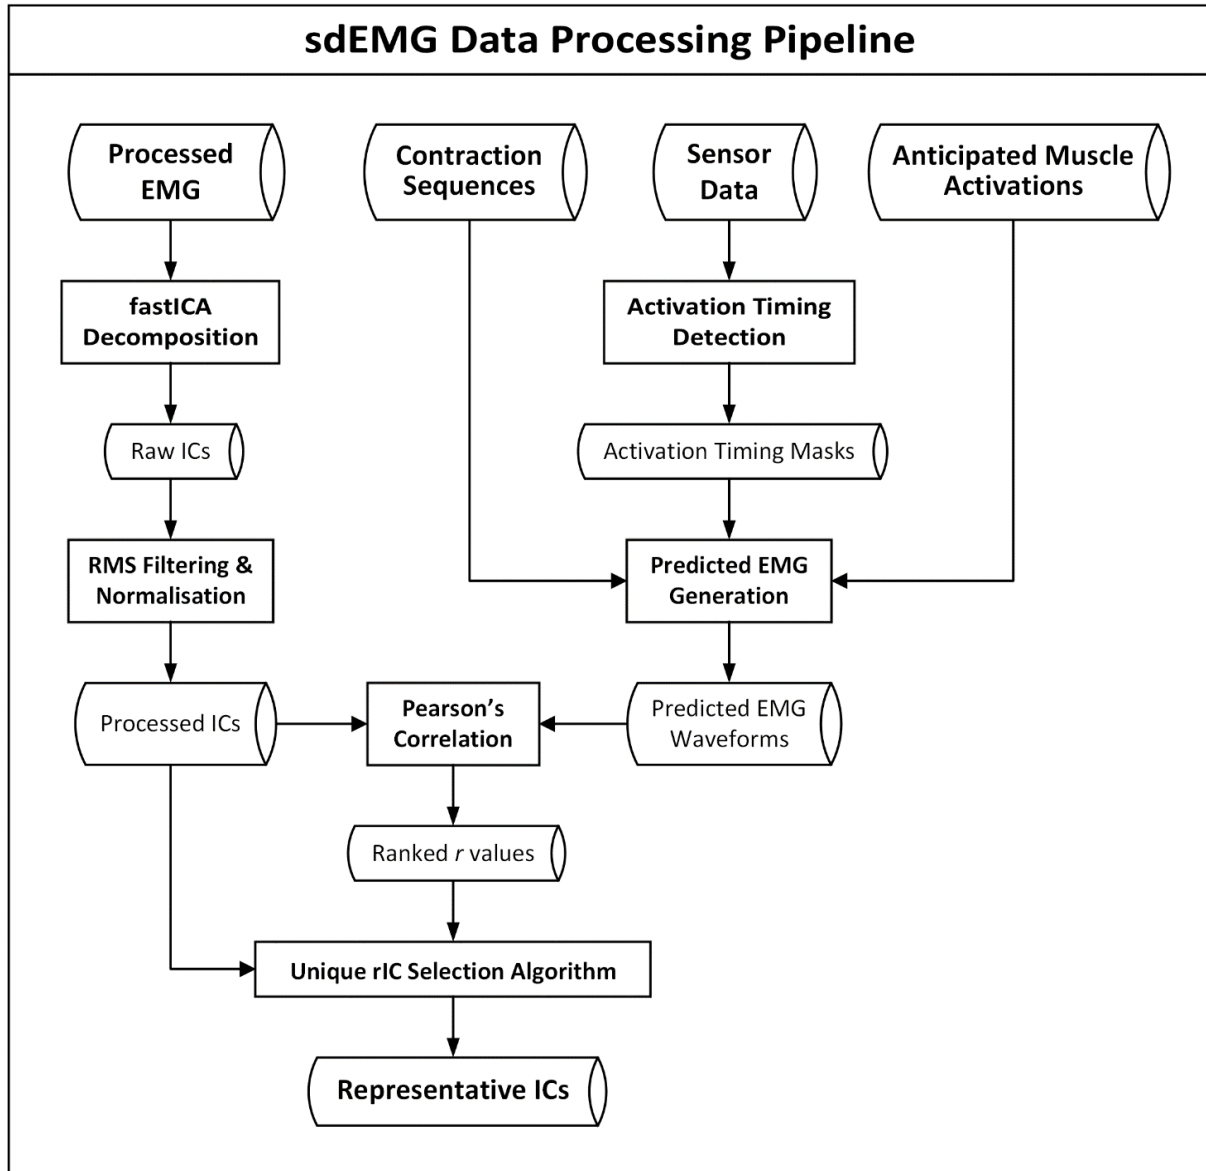 sdEMG Data Processing Pipeline
Processed
EMG
Contraction
Sequences
Sensor
Data
Anticipated Muscle
Activations
fastICA
Decomposition
Activation Timing
Detection
Raw ICs
Activation Timing Masks
RMS Filtering &
Normalisation
Predicted EMG
Generation
Processed ICs
Pearson’s
Correlation
Predicted EMG
Waveforms
Ranked r values
Unique rIC Selection Algorithm
Representative ICs